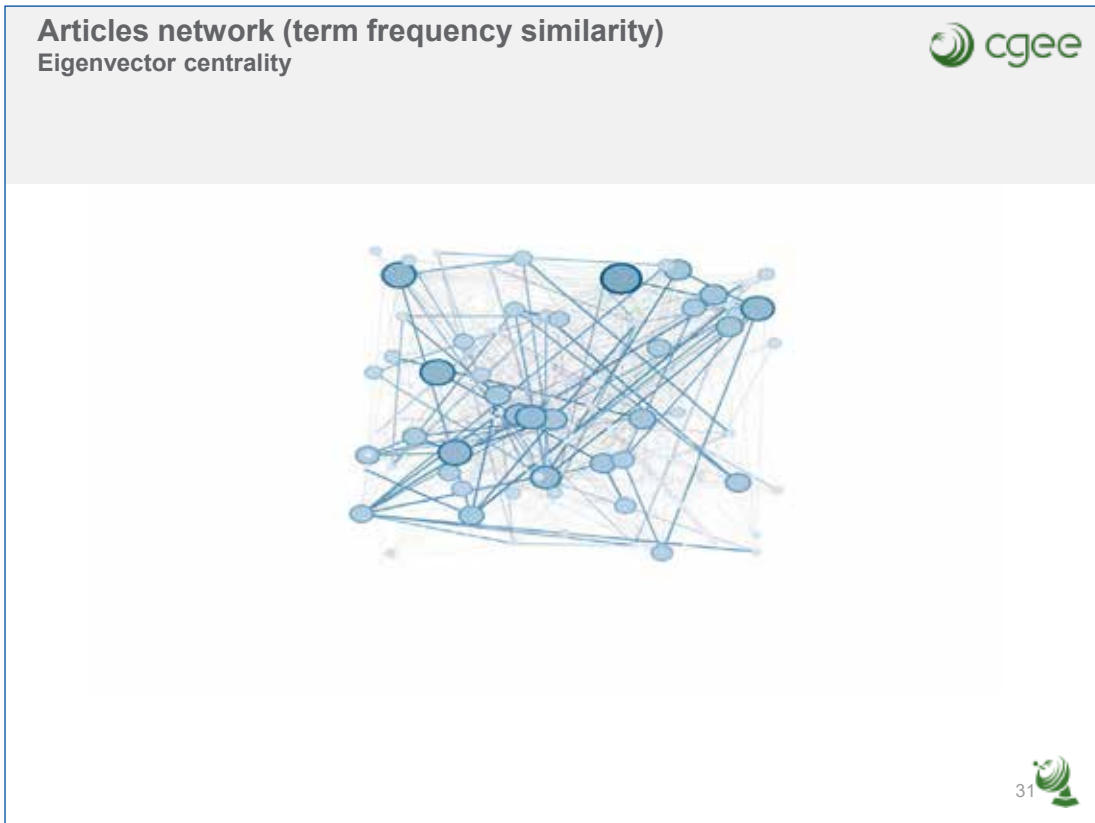 Articles network (term frequency similarity)
Eigenvector centrality
cgee
31